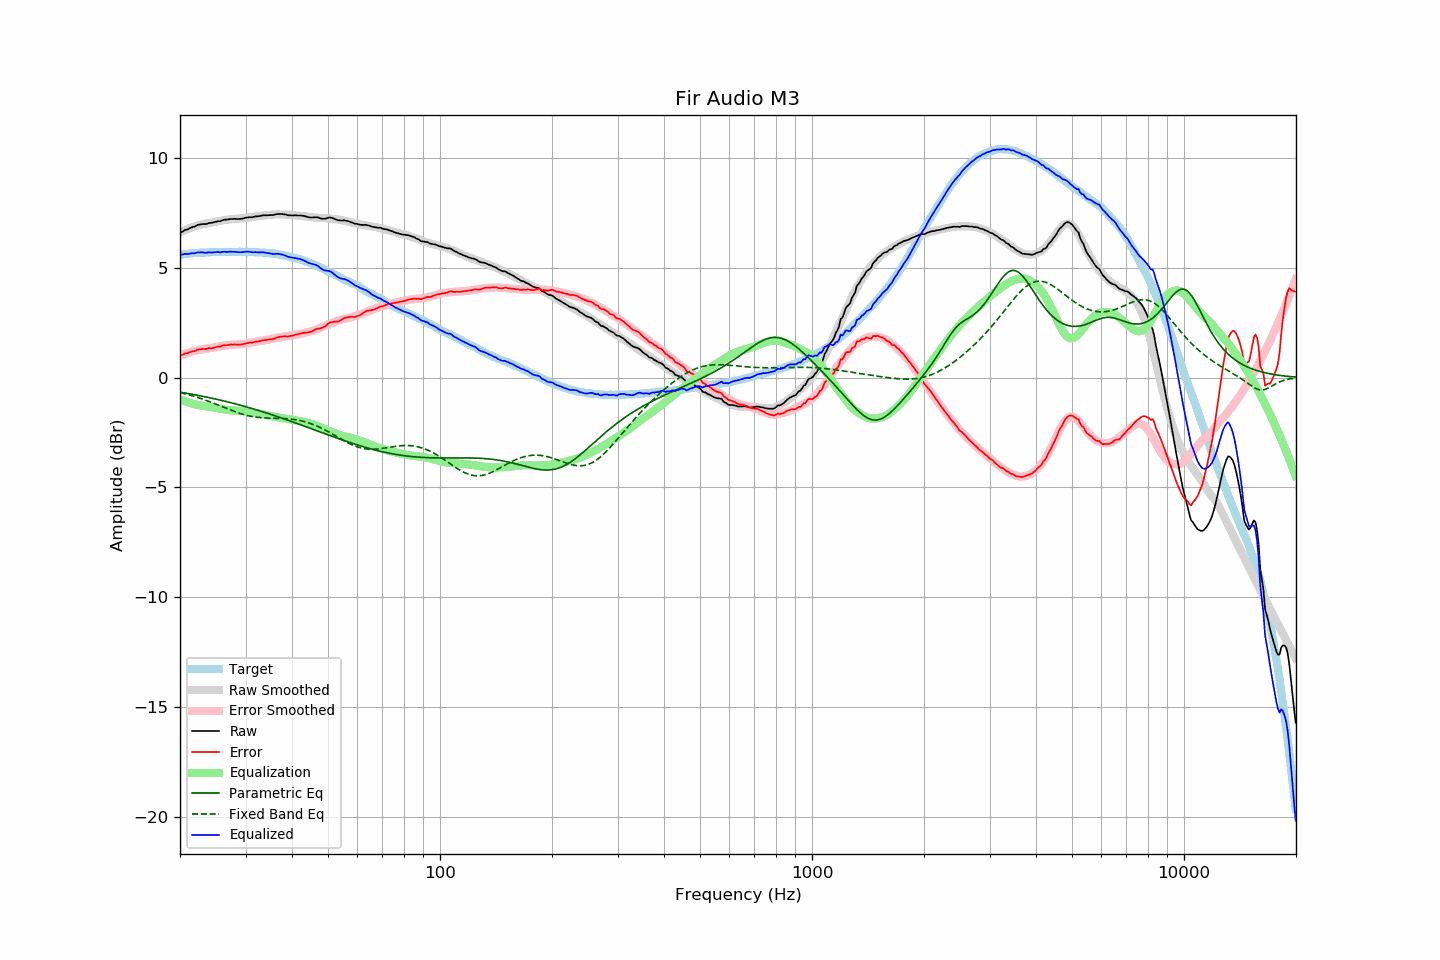 Fir Audio M3
10
5
0
−5
−10
−15
−20
Amplitude (dBr)
Target
Raw Smoothed
Error Smoothed
Raw
Error
Equalization
Parametric Eq
Fixed Band Eq
Equalized
100
1000
10000
Frequency (Hz)